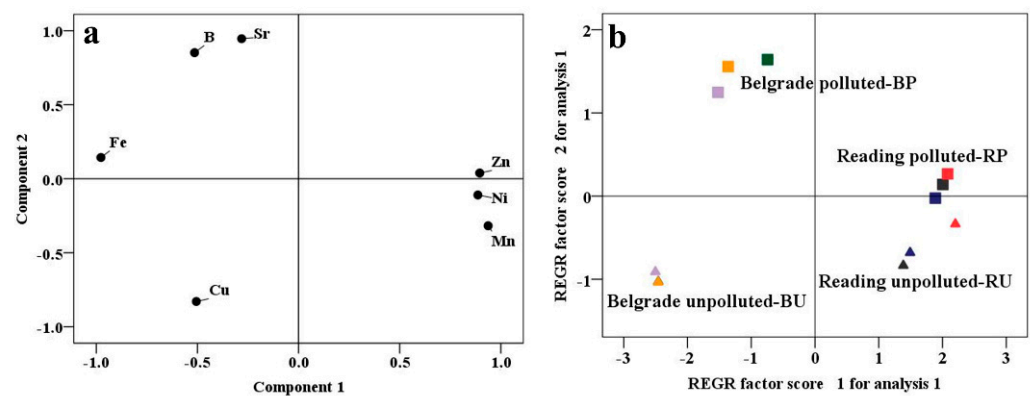 a
1.0
0.5
0.0
-0.5
-1.0
Component 2
B
Sr
Fe
Zn
Ni
Mn
Cu
-1.0
-0.5
0.0
0.5
1.0
Component 1
b
2
1
0
-1
REGR factor score 2 for analysis 1
Belgrade polluted-BP
Reading polluted-RP
Reading unpolluted-RU
Belgrade unpolluted-BU
-3
-2
-1
0
1
2
3
REGR factor score 1 for analysis 1